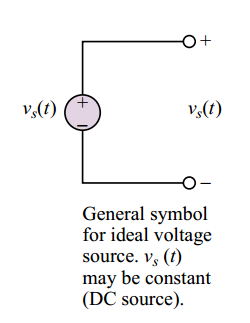 +
vs(t) + − vs(t)
−
General symbol
for ideal voltage
source. vs (t)
may be constant
(DC source).